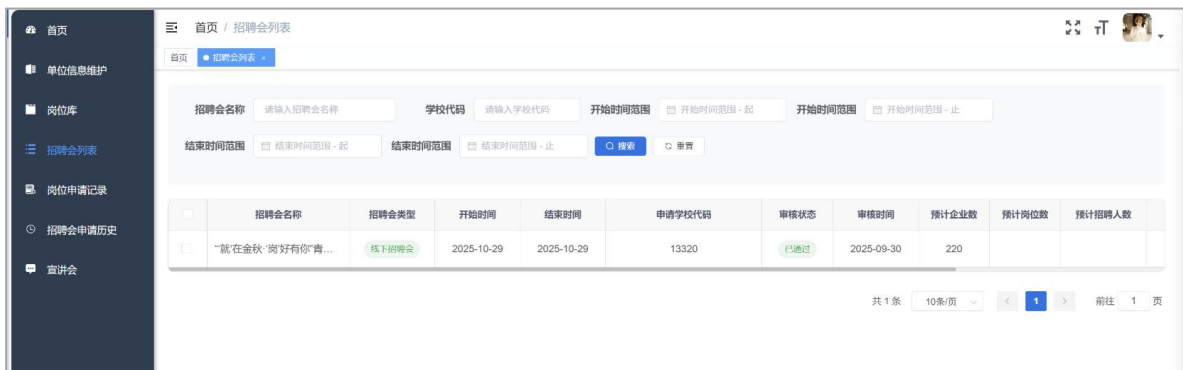 首页
单位信息维护
岗位库
招聘会列表
岗位申请记录
招聘会申请历史
宣讲会
首页 / 招聘会列表
首页 招聘会列表 ×
招聘会名称 请输入招聘会名称 学校代码 请输入学校代码 开始时间范围 开始时间范围 - 起 开始时间范围 开始时间范围 - 止
结束时间范围 结束时间范围 - 起 结束时间范围 结束时间范围 - 止 搜索 重置
招聘会名称 招聘会类型 开始时间 结束时间 申请学校代码 审核状态 审核时间 预计企业数 预计岗位数 预计招聘人数
"'就'在金秋·'岗'好有你"青... 线下招聘会 2025-10-29 2025-10-29 13320 已通过 2025-09-30 220
共 1 条 10条/页 < 1 > 前往 1 页